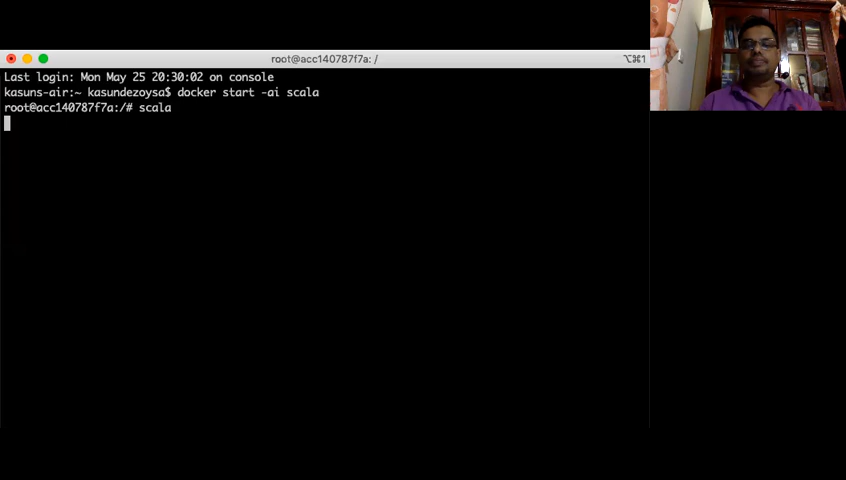 root@acc140787f7a: /
⌥⌘1
Last login: Mon May 25 20:30:02 on console
kasuns-air:~ kasundezoysa$ docker start -ai scala
root@acc140787f7a:/# scala